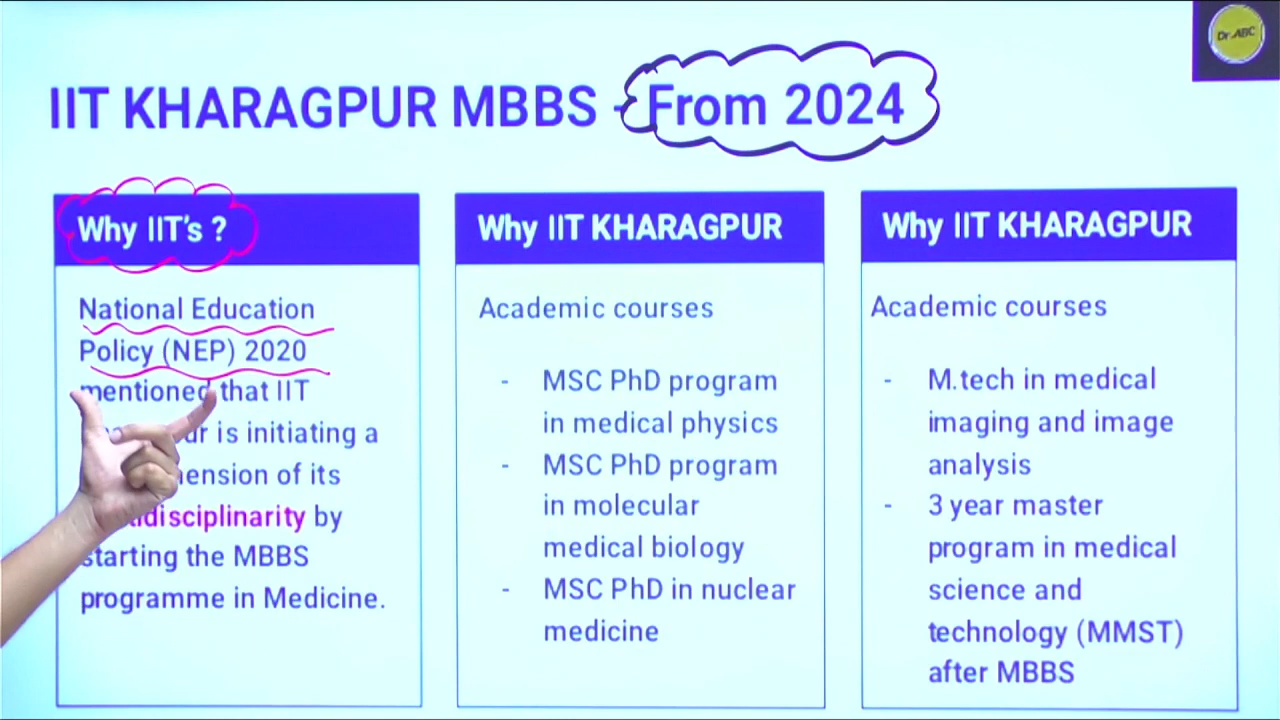 Dr.ABC
IIT KHARAGPUR MBBS - From 2024
Why IIT's ?
National Education
Policy (NEP) 2020
mentioned that IIT
is initiating a
of its
by
starting the MBBS
programme in Medicine.
Why IIT KHARAGPUR
Academic courses
- MSC PhD program
in medical physics
- MSC PhD program
in molecular
medical biology
- MSC PhD in nuclear
medicine
Why IIT KHARAGPUR
Academic courses
- M.tech in medical
imaging and image
analysis
- 3 year master
program in medical
science and
technology (MMST)
after MBBS